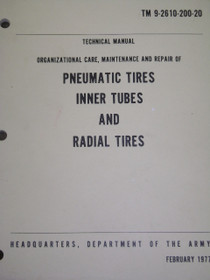 TM 9-2610-200-20
TECHNICAL MANUAL
ORGANIZATIONAL CARE, MAINTENANCE AND REPAIR OF
PNEUMATIC TIRES
INNER TUBES
AND
RADIAL TIRES
HEADQUARTERS, DEPARTMENT OF THE ARMY
FEBRUARY 1977